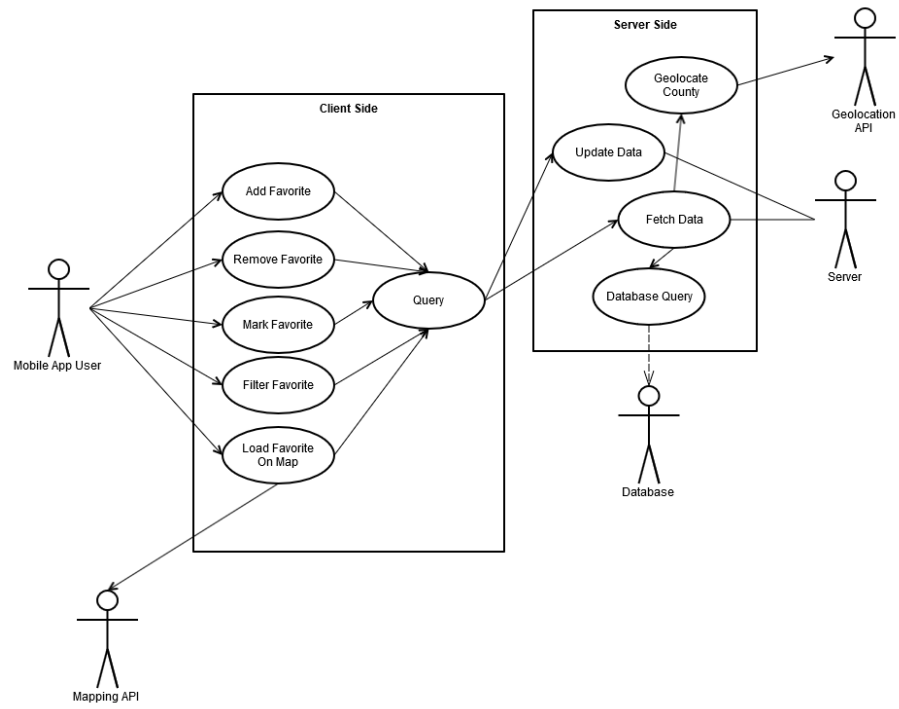 Server Side
Geolocate
County
Geolocation
API
Client Side
Update Data
Add Favorite
Fetch Data
Server
Remove Favorite
Query
Database Query
Mark Favorite
Mobile App User
Filter Favorite
Load Favorite
On Map
Database
Mapping API